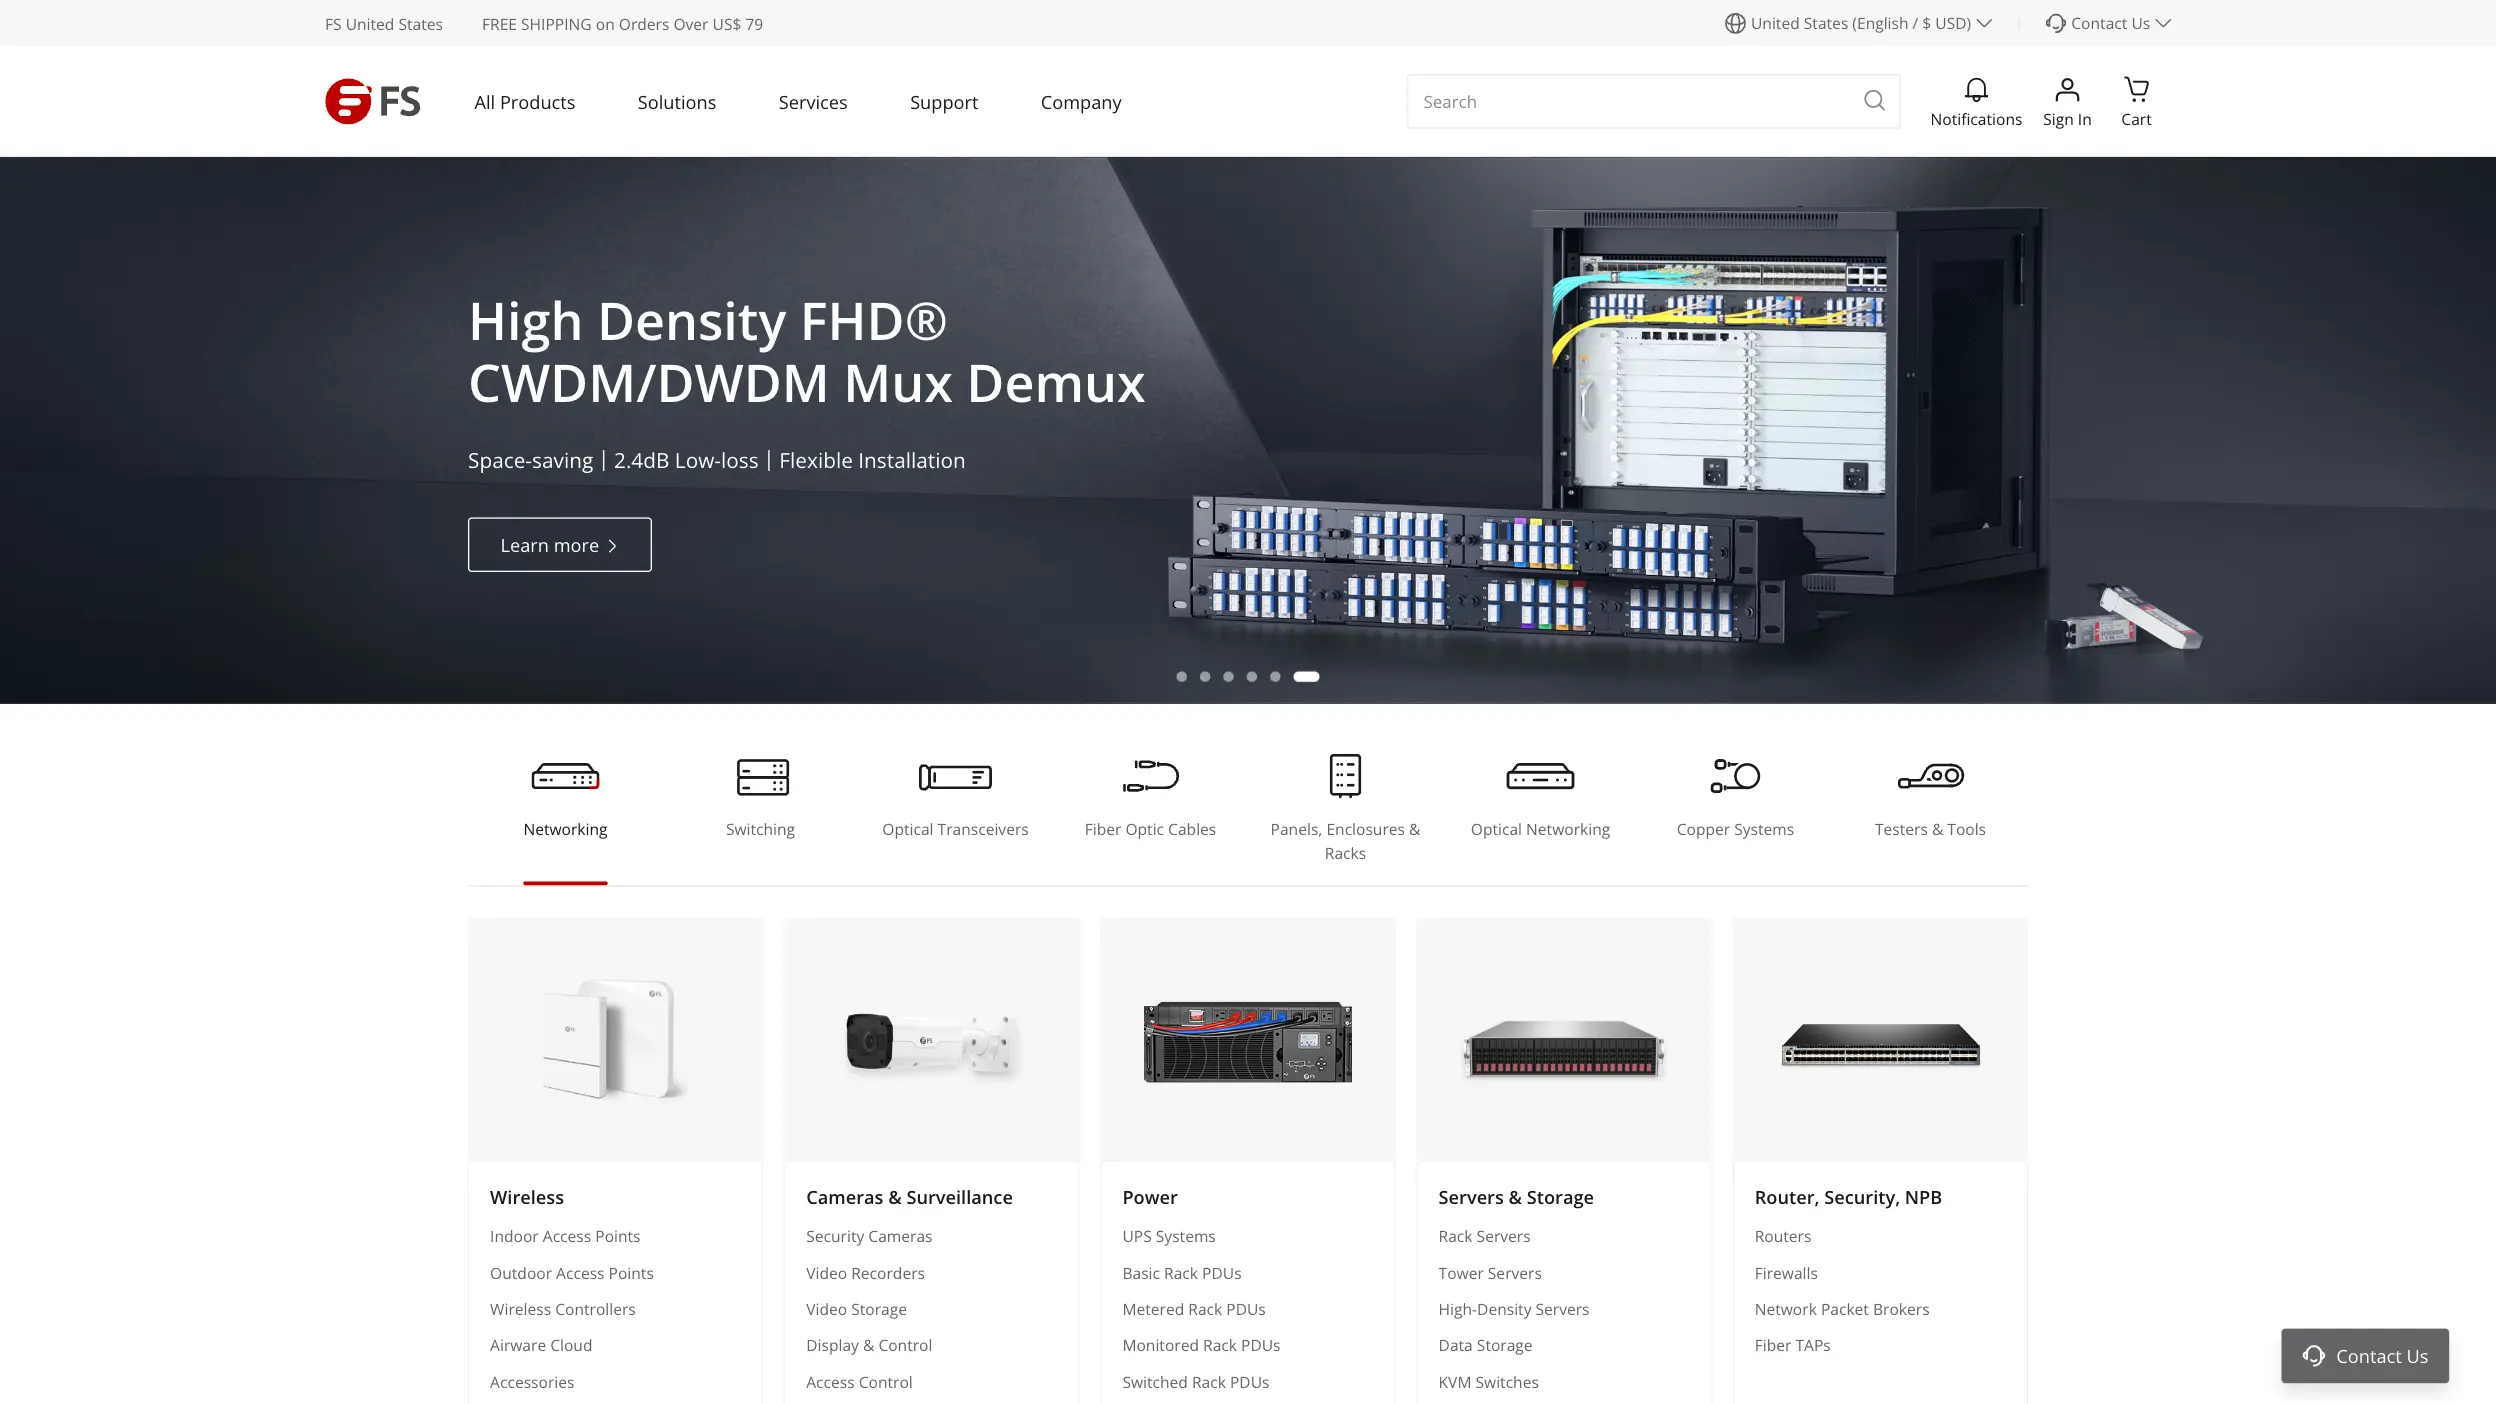 FS United States
FREE SHIPPING on Orders Over US$ 79
United States (English / $ USD)
Contact Us
FS
All Products
Solutions
Services
Support
Company
Search
Notifications
Sign In
Cart
High Density FHD®
CWDM/DWDM Mux Demux
Space-saving | 2.4dB Low-loss | Flexible Installation
Learn more
Networking
Switching
Optical Transceivers
Fiber Optic Cables
Panels, Enclosures &
Racks
Optical Networking
Copper Systems
Testers & Tools
FS
FS
FS
FS
Wireless
Indoor Access Points
Outdoor Access Points
Wireless Controllers
Airware Cloud
Accessories
Cameras & Surveillance
Security Cameras
Video Recorders
Video Storage
Display & Control
Access Control
Power
UPS Systems
Basic Rack PDUs
Metered Rack PDUs
Monitored Rack PDUs
Switched Rack PDUs
Servers & Storage
Rack Servers
Tower Servers
High-Density Servers
Data Storage
KVM Switches
Router, Security, NPB
Routers
Firewalls
Network Packet Brokers
Fiber TAPs
Contact Us